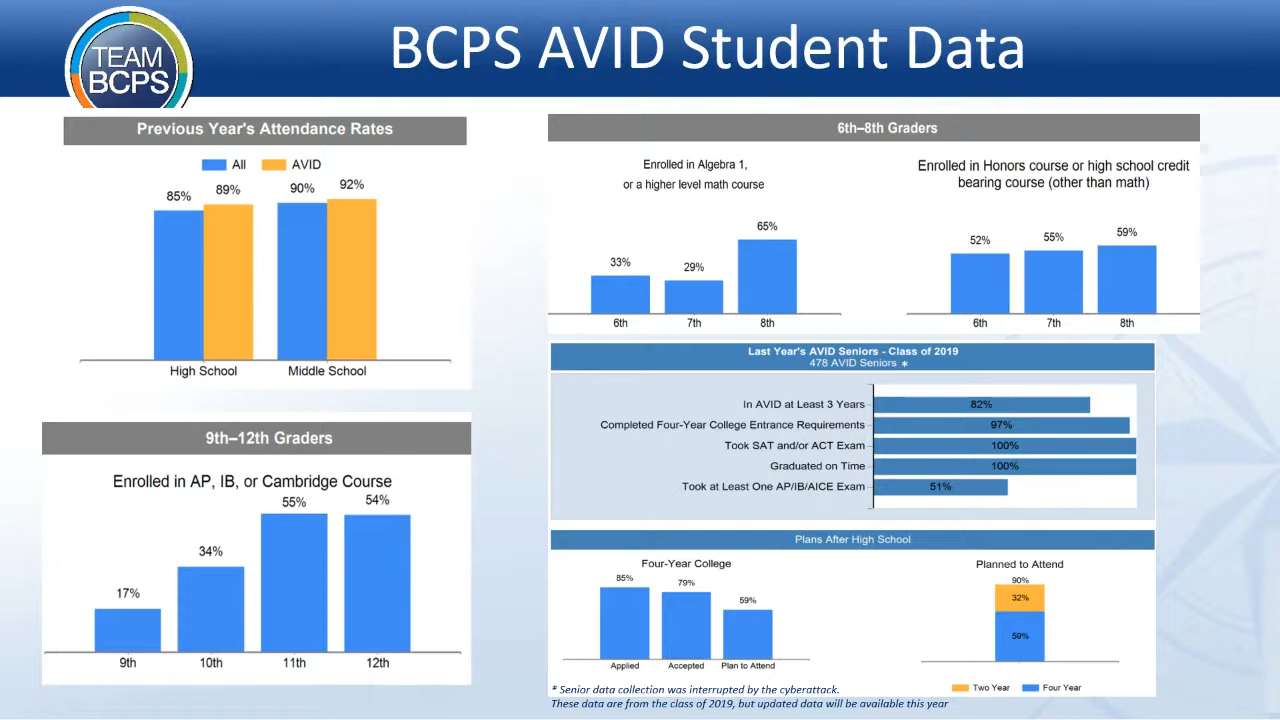 TEAM
BCPS
BCPS AVID Student Data
Previous Year's Attendance Rates
All AVID
85% 89% 90% 92%
High School Middle School
9th–12th Graders
Enrolled in AP, IB, or Cambridge Course
17% 34% 55% 54%
9th 10th 11th 12th
6th–8th Graders
Enrolled in Algebra 1,
or a higher level math course
33% 29% 65%
6th 7th 8th
Enrolled in Honors course or high school credit
bearing course (other than math)
52% 55% 59%
6th 7th 8th
Last Year's AVID Seniors - Class of 2019
478 AVID Seniors *
In AVID at Least 3 Years 82%
Completed Four-Year College Entrance Requirements 97%
Took SAT and/or ACT Exam 100%
Graduated on Time 100%
Took at Least One AP/IB/AICE Exam 51%
Plans After High School
Four-Year College
85% 79% 59%
Applied Accepted Plan to Attend
Planned to Attend
90%
32%
59%
Two Year Four Year
* Senior data collection was interrupted by the cyberattack.
These data are from the class of 2019, but updated data will be available this year